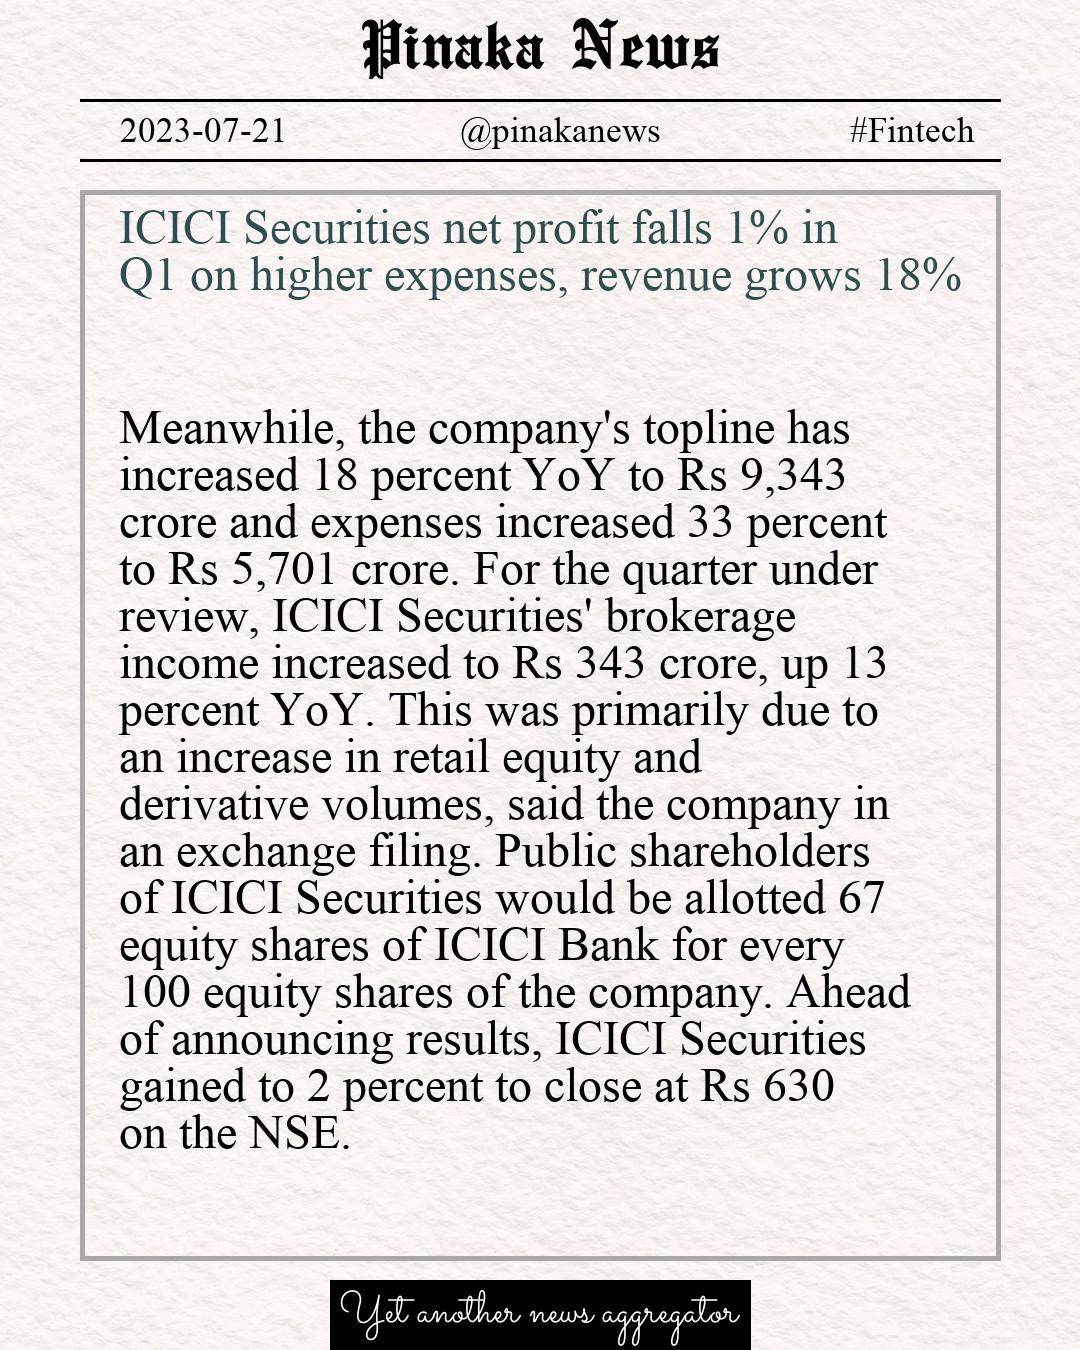 Pinaka News
2023-07-21 @pinakanews #Fintech
ICICI Securities net profit falls 1% in
Q1 on higher expenses, revenue grows 18%
Meanwhile, the company's topline has
increased 18 percent YoY to Rs 9,343
crore and expenses increased 33 percent
to Rs 5,701 crore. For the quarter under
review, ICICI Securities' brokerage
income increased to Rs 343 crore, up 13
percent YoY. This was primarily due to
an increase in retail equity and
derivative volumes, said the company in
an exchange filing. Public shareholders
of ICICI Securities would be allotted 67
equity shares of ICICI Bank for every
100 equity shares of the company. Ahead
of announcing results, ICICI Securities
gained to 2 percent to close at Rs 630
on the NSE.
Yet another news aggregator